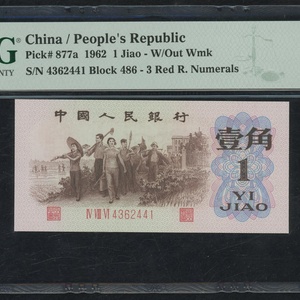 G
NTY
China / People's Republic
Pick# 877a 1962 1 Jiao - W/Out Wmk
S/N 4362441 Block 486 - 3 Red R. Numerals
中國人民銀行
壹角
1
YI
JIAO
IV VIII VI 4362441